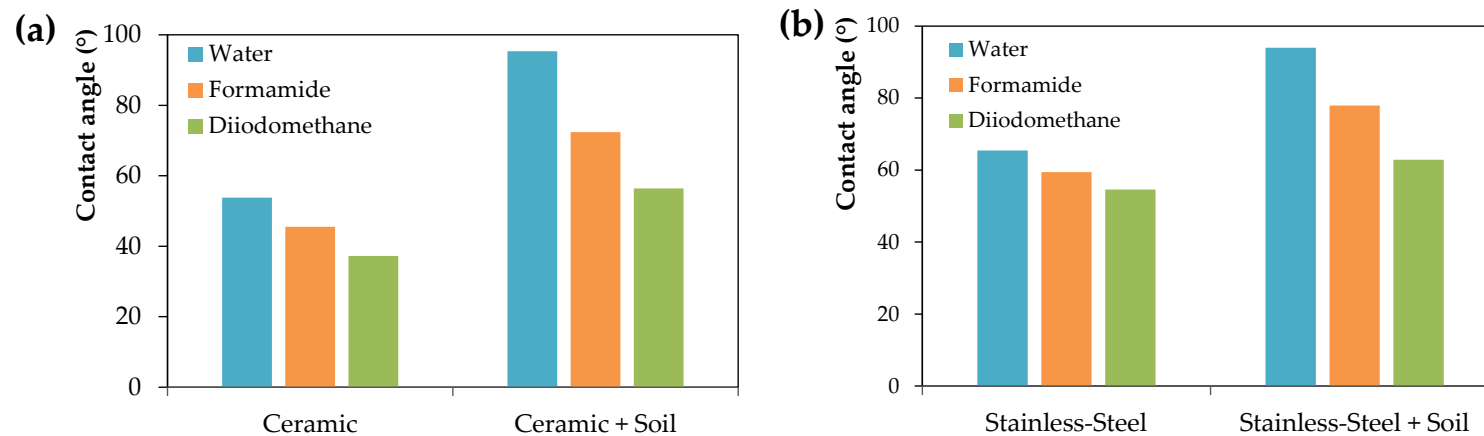 (a)
Contact angle (°)
100
80
60
40
20
0
Water
Formamide
Diiodomethane
Ceramic
Ceramic + Soil
(b)
Contact angle (°)
100
80
60
40
20
0
Water
Formamide
Diiodomethane
Stainless-Steel
Stainless-Steel + Soil